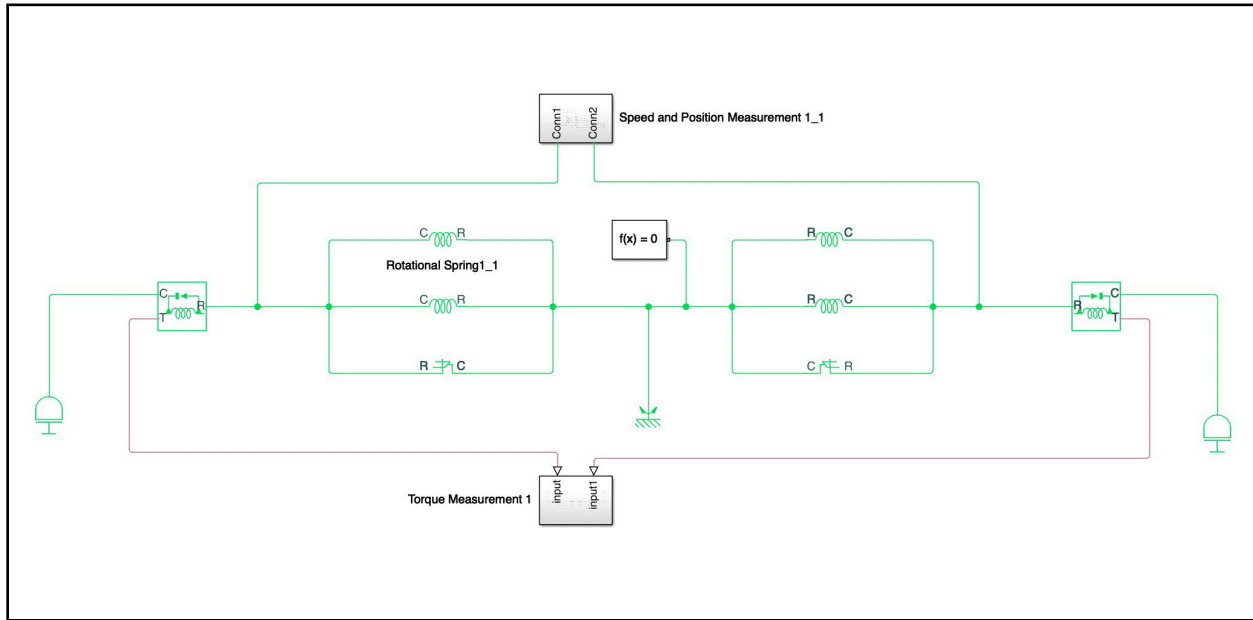 Conn1
Conn2
Speed and Position Measurement 1_1
C R
f(x) = 0
R C
Rotational Spring1_1
C
R
T
C R
R C
R
C
T
R C
C R
Torque Measurement 1
input
input1